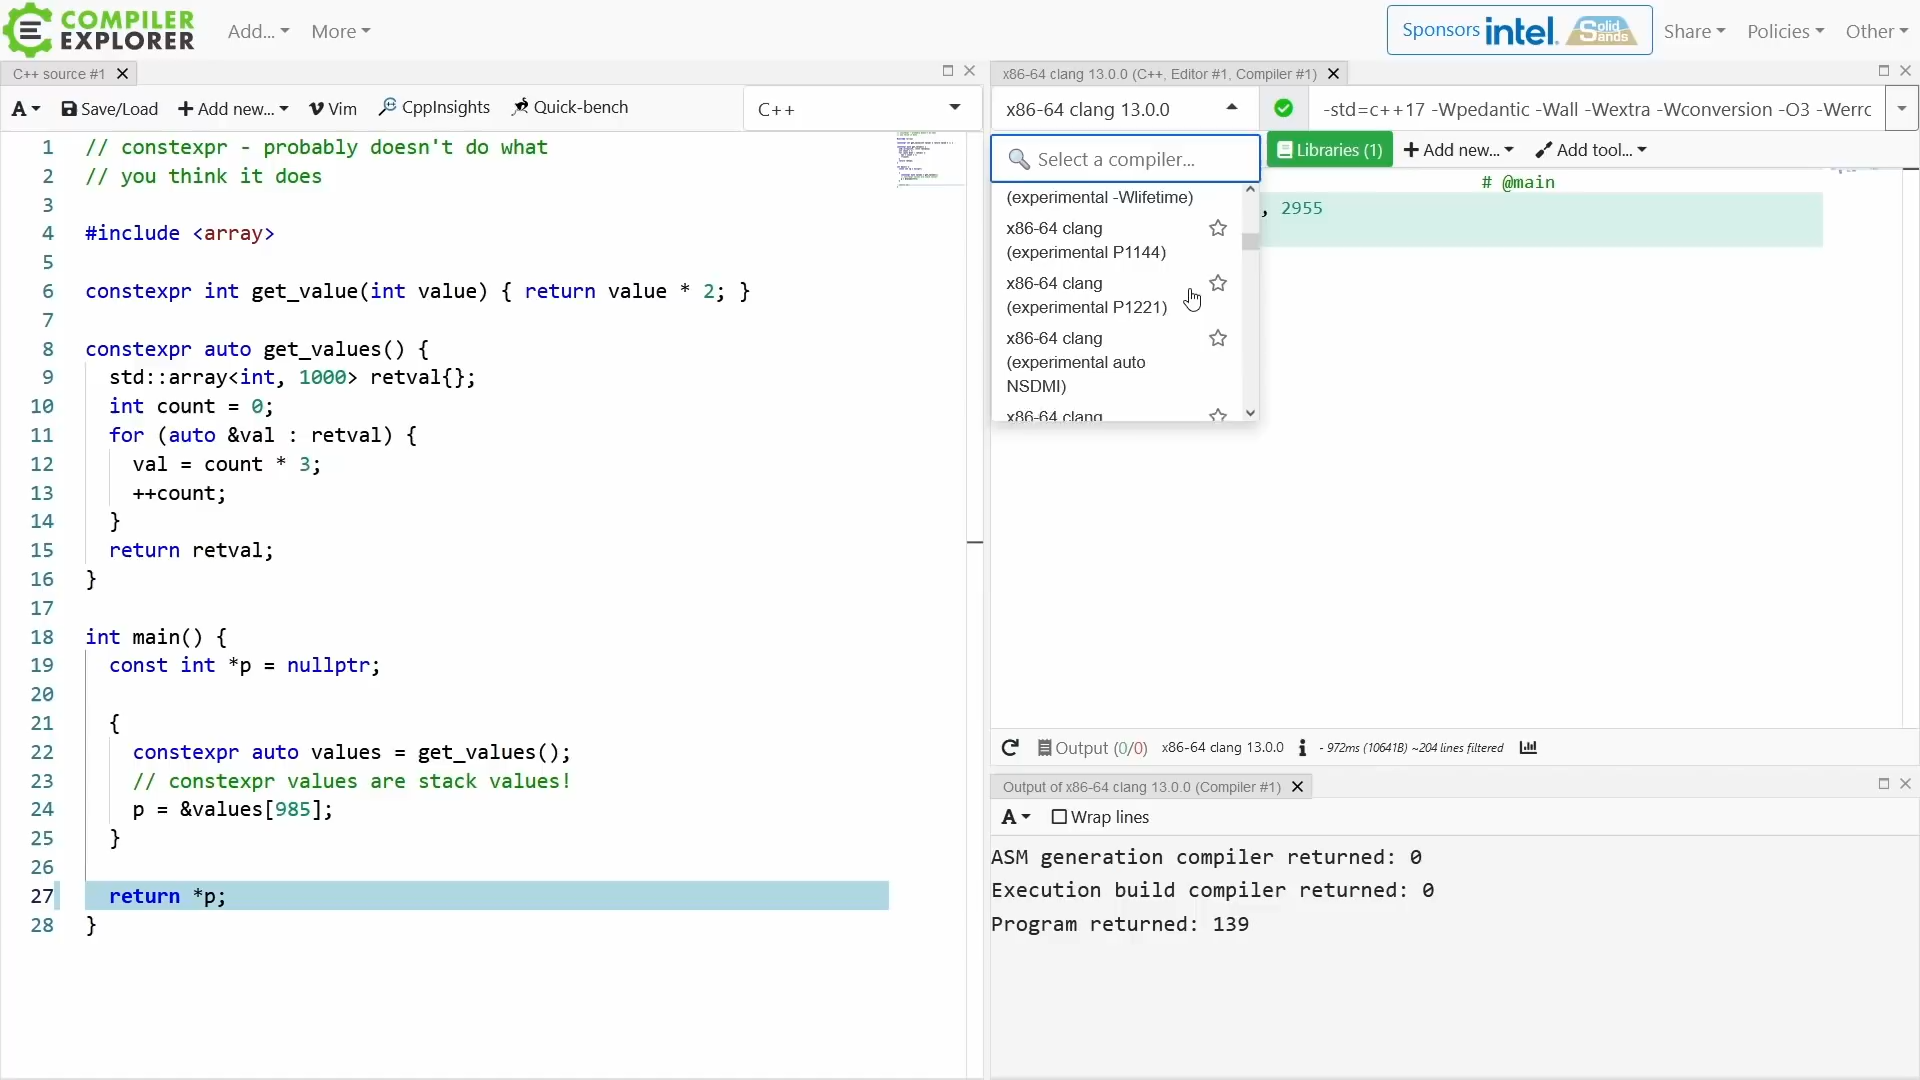 COMPILER
EXPLORER
Add...
More
Sponsors intel. Solid Sands
Share
Policies
Other
C++ source #1
A
Save/Load
Add new...
Vim
CppInsights
Quick-bench
C++
1 // constexpr - probably doesn't do what
2 // you think it does
3
4 #include <array>
5
6 constexpr int get_value(int value) { return value * 2; }
7
8 constexpr auto get_values() {
9 std::array<int, 1000> retval{};
10 int count = 0;
11 for (auto &val : retval) {
12 val = count * 3;
13 ++count;
14 }
15 return retval;
16 }
17
18 int main() {
19 const int *p = nullptr;
20
21 {
22 constexpr auto values = get_values();
23 // constexpr values are stack values!
24 p = &values[985];
25 }
26
27 return *p;
28 }
x86-64 clang 13.0.0 (C++, Editor #1, Compiler #1)
x86-64 clang 13.0.0
-std=c++17 -Wpedantic -Wall -Wextra -Wconversion -O3 -Werrc
Select a compiler...
Libraries (1)
Add new...
Add tool...
(experimental -Wlifetime)
x86-64 clang
(experimental P1144)
x86-64 clang
(experimental P1221)
x86-64 clang
(experimental auto
NSDMI)
x86-64 clang
# @main
, 2955
Output (0/0) x86-64 clang 13.0.0 - 972ms (10641B) ~204 lines filtered
Output of x86-64 clang 13.0.0 (Compiler #1)
A
Wrap lines
ASM generation compiler returned: 0
Execution build compiler returned: 0
Program returned: 139